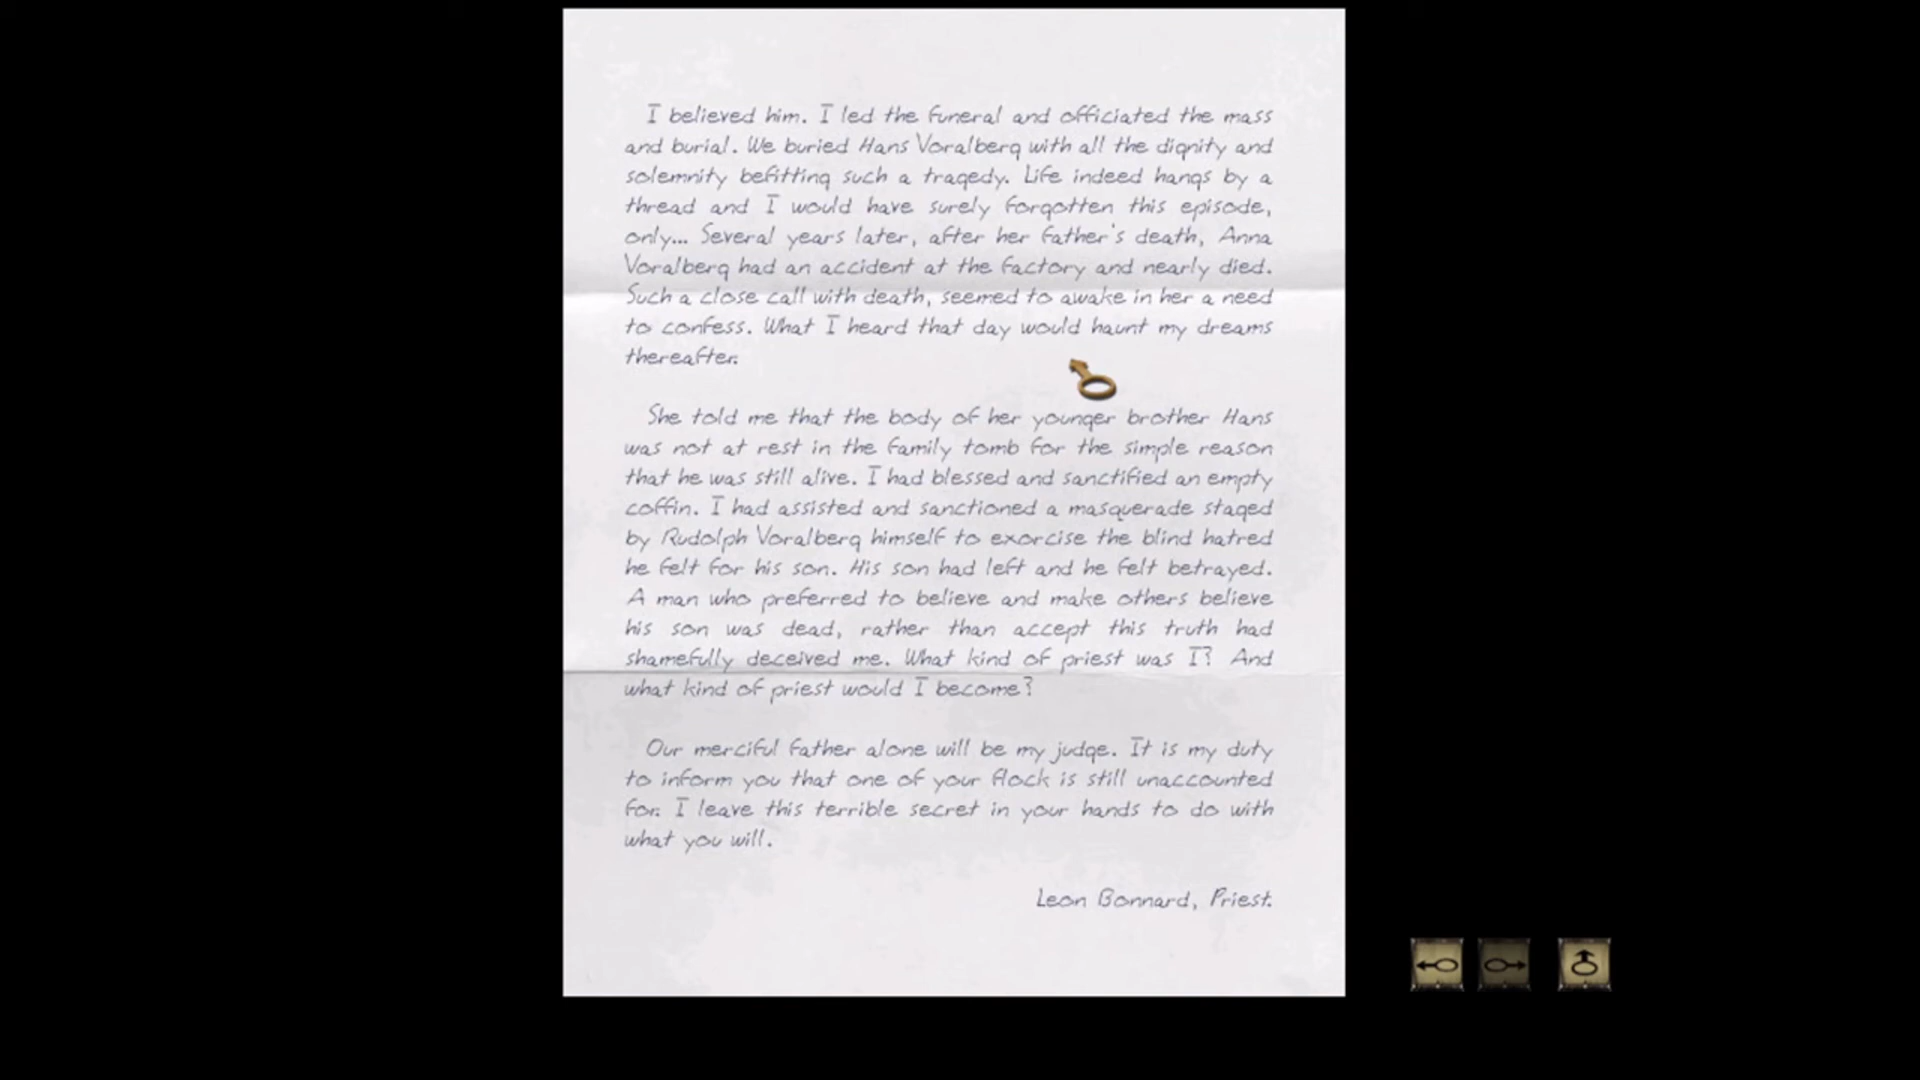 I believed him. I led the funeral and officiated the mass
and burial. We buried Hans Voralberg with all the dignity and
solemnity befitting such a tragedy. Life indeed hangs by a
thread and I would have surely forgotten this episode,
only... Several years later, after her father's death, Anna
Voralberg had an accident at the factory and nearly died.
Such a close call with death, seemed to awake in her a need
to confess. What I heard that day would haunt my dreams
thereafter.
She told me that the body of her younger brother Hans
was not at rest in the family tomb for the simple reason
that he was still alive. I had blessed and sanctified an empty
coffin. I had assisted and sanctioned a masquerade staged
by Rudolph Voralberg himself to exorcise the blind hatred
he felt for his son. His son had left and he felt betrayed.
A man who preferred to believe and make others believe
his son was dead, rather than accept this truth had
shamefully deceived me. What kind of priest was I? And
what kind of priest would I become?
Our merciful Father alone will be my judge. It is my duty
to inform you that one of your flock is still unaccounted
for. I leave this terrible secret in your hands to do with
what you will.
Leon Bonnard, Priest.